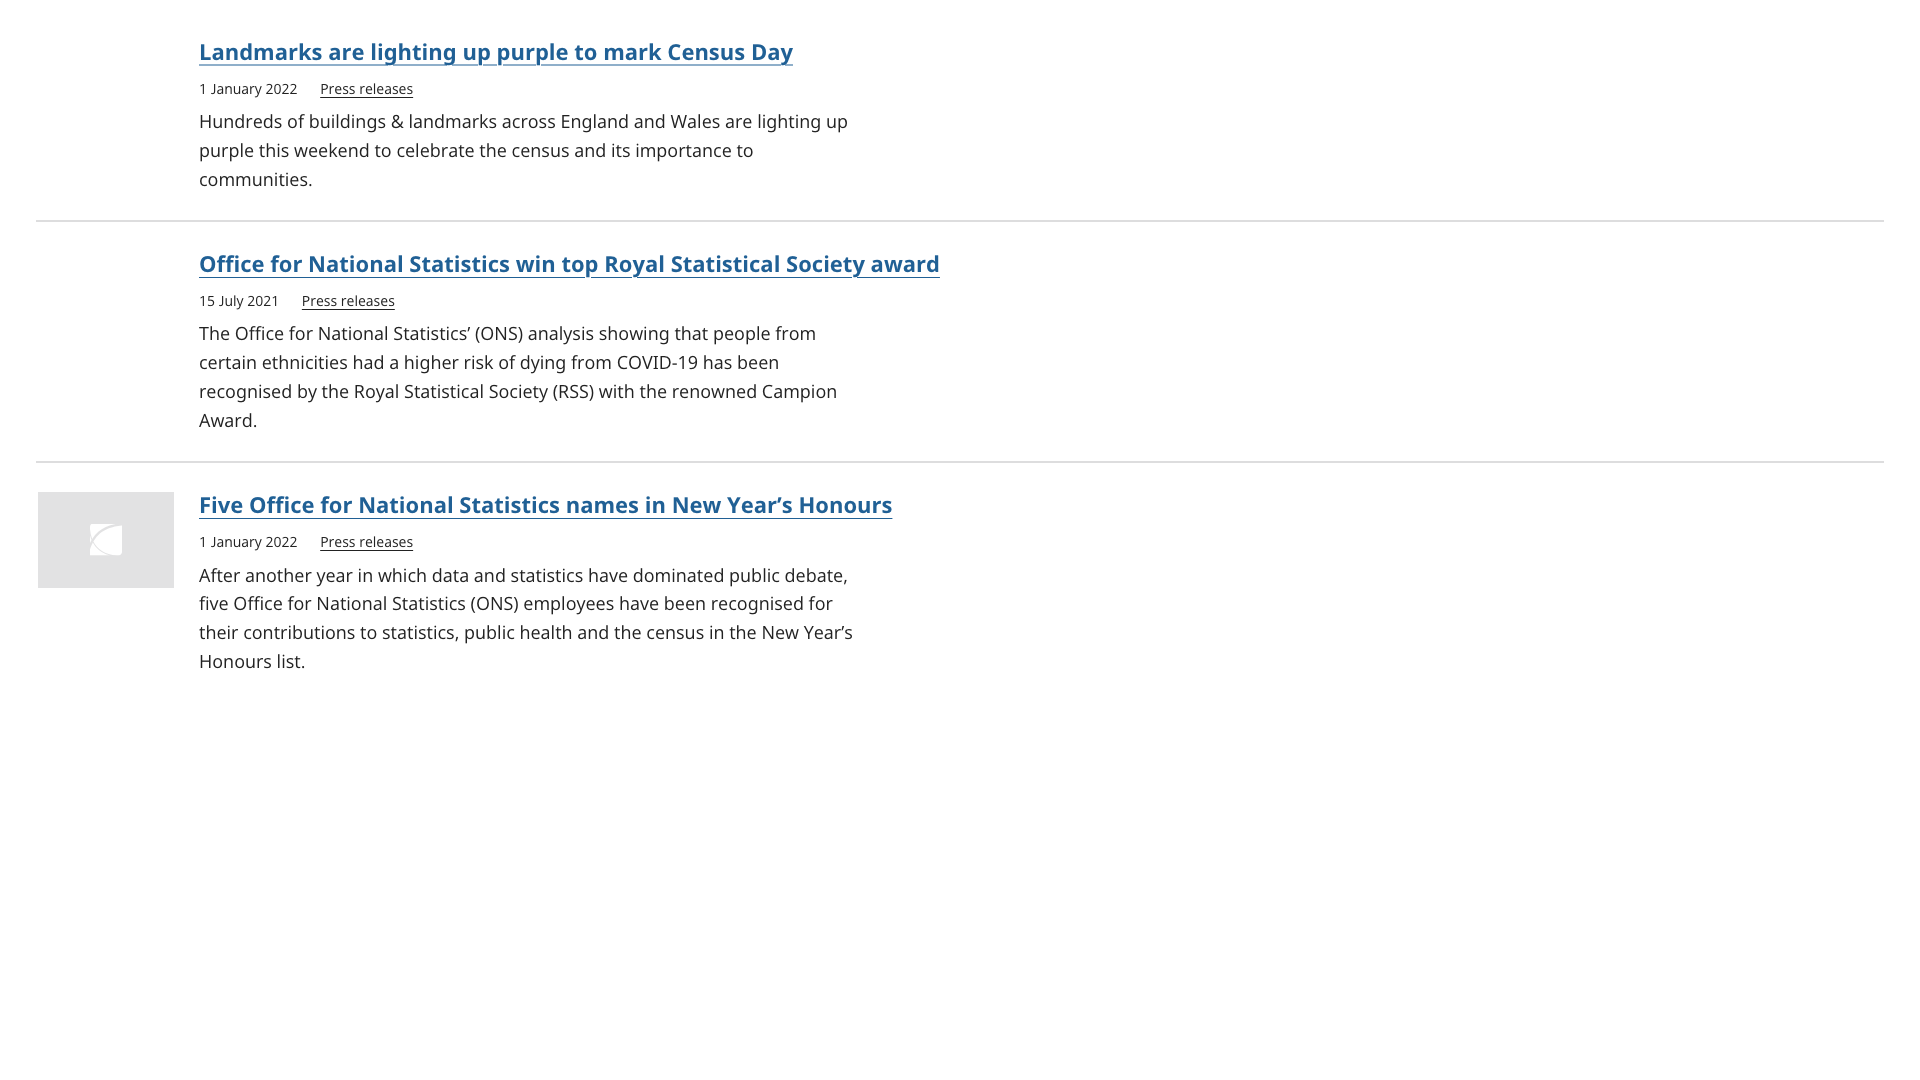 Landmarks are lighting up purple to mark Census Day
1 January 2022 Press releases
Hundreds of buildings & landmarks across England and Wales are lighting up
purple this weekend to celebrate the census and its importance to
communities.
Office for National Statistics win top Royal Statistical Society award
15 July 2021 Press releases
The Office for National Statistics’ (ONS) analysis showing that people from
certain ethnicities had a higher risk of dying from COVID-19 has been
recognised by the Royal Statistical Society (RSS) with the renowned Campion
Award.
Five Office for National Statistics names in New Year’s Honours
1 January 2022 Press releases
After another year in which data and statistics have dominated public debate,
five Office for National Statistics (ONS) employees have been recognised for
their contributions to statistics, public health and the census in the New Year’s
Honours list.